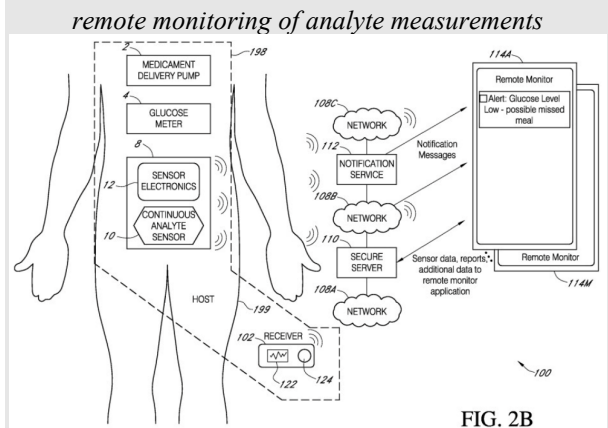 remote monitoring of analyte measurements
2
198
MEDICAMENT
DELIVERY PUMP
4
GLUCOSE
METER
8
12
SENSOR
ELECTRONICS
10
CONTINUOUS
ANALYTE
SENSOR
HOST
199
RECEIVER
102
122
124
108C
NETWORK
112
NOTIFICATION
SERVICE
108B
NETWORK
110
SECURE
SERVER
108A
NETWORK
Notification
Messages
Sensor data, reports,
additional data to
remote monitor
application
114A
Remote Monitor
Alert: Glucose Level
Low - possible missed
meal
Remote Monitor
114M
100
FIG. 2B